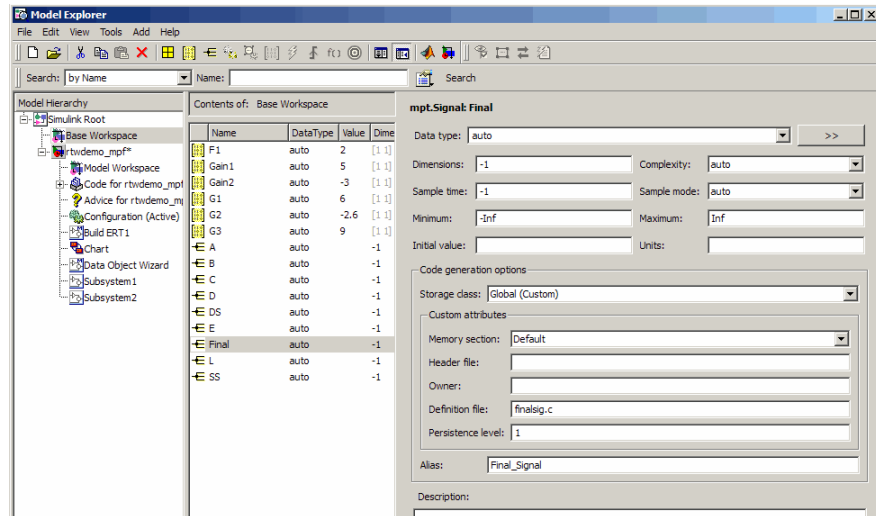 Model Explorer
File Edit View Tools Add Help
Search: by Name Name: Search
Model Hierarchy
Simulink Root
Base Workspace
rtwdemo_mpf*
Model Workspace
Code for rtwdemo_mpf
Advice for rtwdemo_m
Configuration (Active)
Build ERT1
Chart
Data Object Wizard
Subsystem1
Subsystem2
Contents of: Base Workspace
Name DataType Value Dime
F1 auto 2 [1 1]
Gain1 auto 5 [1 1]
Gain2 auto -3 [1 1]
G1 auto 6 [1 1]
G2 auto -2.6 [1 1]
G3 auto 9 [1 1]
A auto -1
B auto -1
C auto -1
D auto -1
DS auto -1
E auto -1
Final auto -1
L auto -1
SS auto -1
mpt.Signal: Final
Data type: auto >>
Dimensions: -1 Complexity: auto
Sample time: -1 Sample mode: auto
Minimum: -Inf Maximum: Inf
Initial value: Units:
Code generation options
Storage class: Global (Custom)
Custom attributes
Memory section: Default
Header file:
Owner:
Definition file: finalsig.c
Persistence level: 1
Alias: Final_Signal
Description: